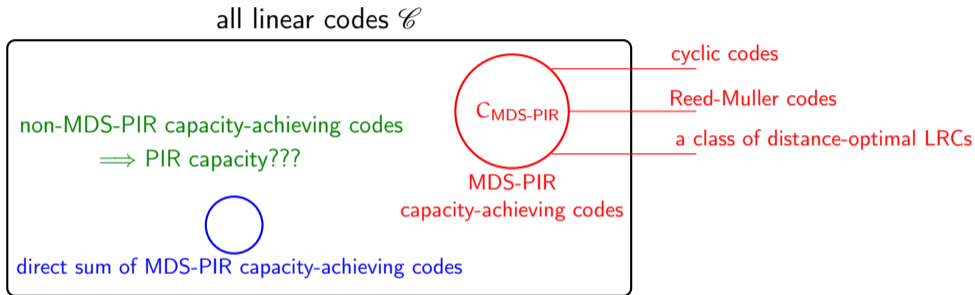 all linear codes 𝒞
cyclic codes
Reed-Muller codes
a class of distance-optimal LRCs
C_MDS-PIR
MDS-PIR
capacity-achieving codes
non-MDS-PIR capacity-achieving codes
⟹ PIR capacity???
direct sum of MDS-PIR capacity-achieving codes